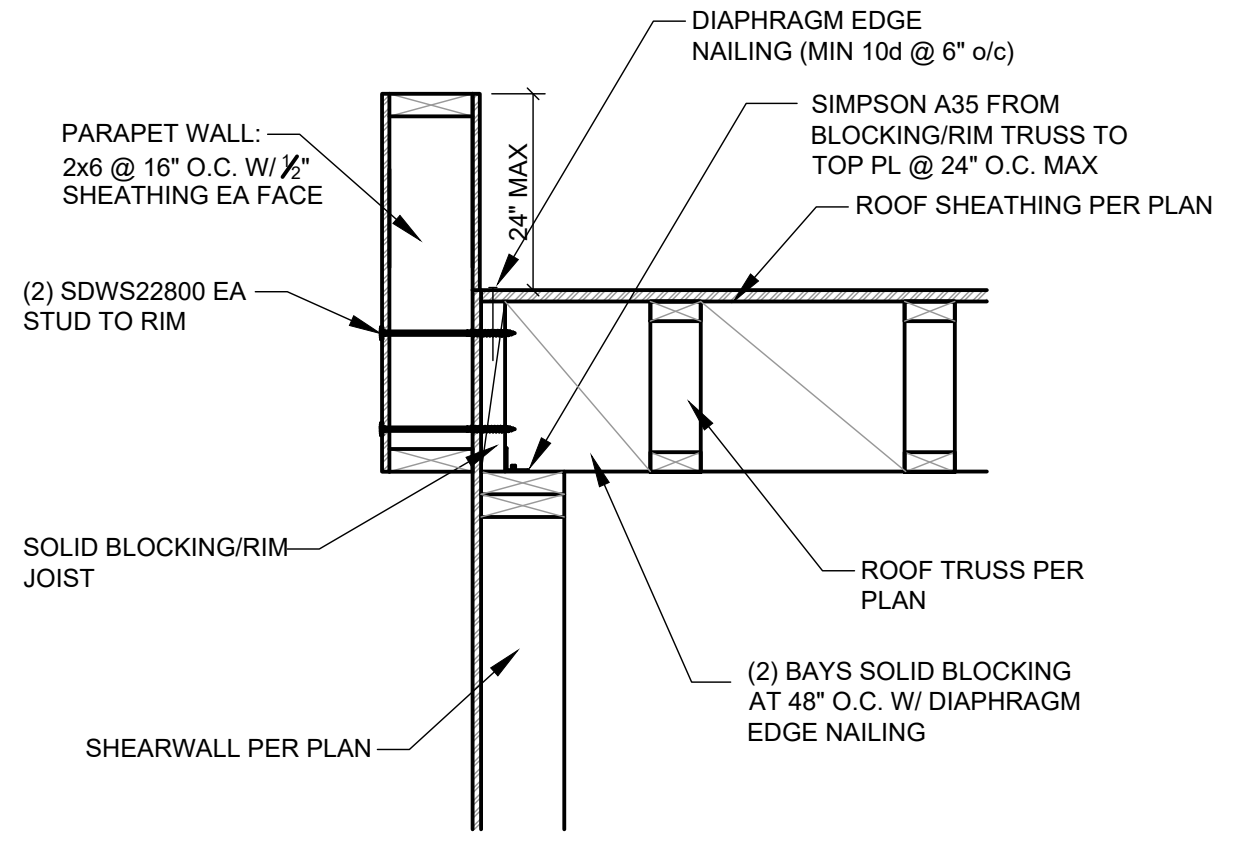 DIAPHRAGM EDGE
NAILING (MIN 10d @ 6" o/c)
SIMPSON A35 FROM
BLOCKING/RIM TRUSS TO
TOP PL @ 24" O.C. MAX
ROOF SHEATHING PER PLAN
PARAPET WALL:
2x6 @ 16" O.C. W/ ½"
SHEATHING EA FACE
24" MAX
(2) SDWS22800 EA
STUD TO RIM
SOLID BLOCKING/RIM
JOIST
ROOF TRUSS PER
PLAN
(2) BAYS SOLID BLOCKING
AT 48" O.C. W/ DIAPHRAGM
EDGE NAILING
SHEARWALL PER PLAN